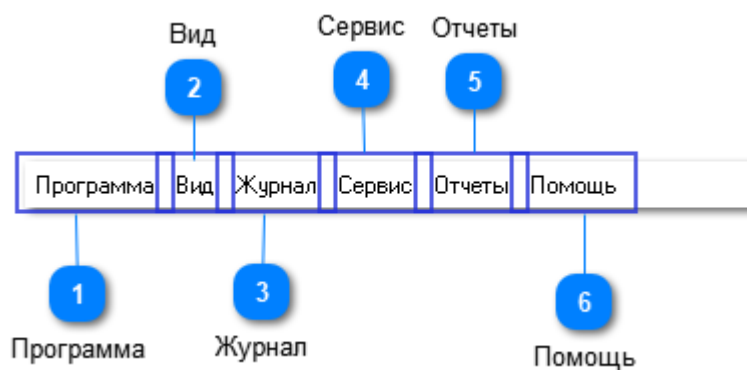 Вид
Сервис
Отчеты
2
4
5
Программа Вид Журнал Сервис Отчеты Помощь
1
3
6
Программа
Журнал
Помощь